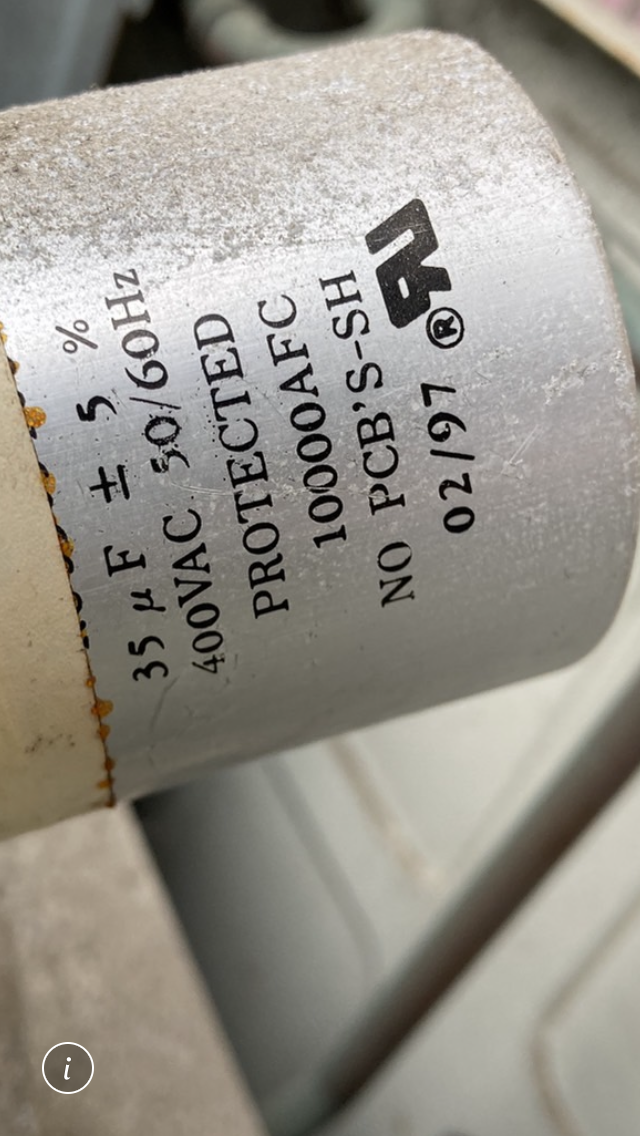 35 µF ± 5 %
400VAC 50/60Hz
PROTECTED
10000AFC
NO PCB'S-SH
®
02/97
i